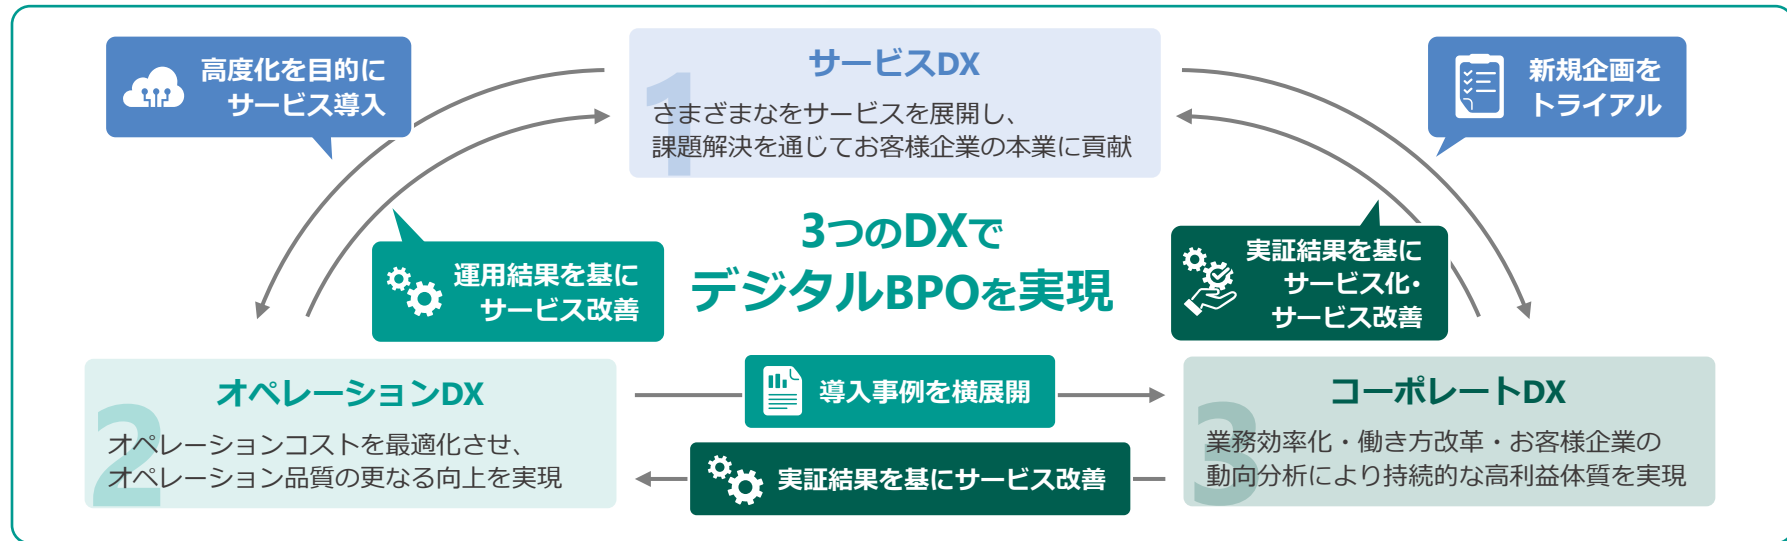 高度化を目的に
サービス導入
1
サービスDX
さまざまなをサービスを展開し、
課題解決を通じてお客様企業の本業に貢献
新規企画を
トライアル
運用結果を基に
サービス改善
3つのDXで
デジタルBPOを実現
実証結果を基に
サービス化・
サービス改善
2
オペレーションDX
オペレーションコストを最適化させ、
オペレーション品質の更なる向上を実現
導入事例を横展開
実証結果を基にサービス改善
3
コーポレートDX
業務効率化・働き方改革・お客様企業の
動向分析により持続的な高利益体質を実現